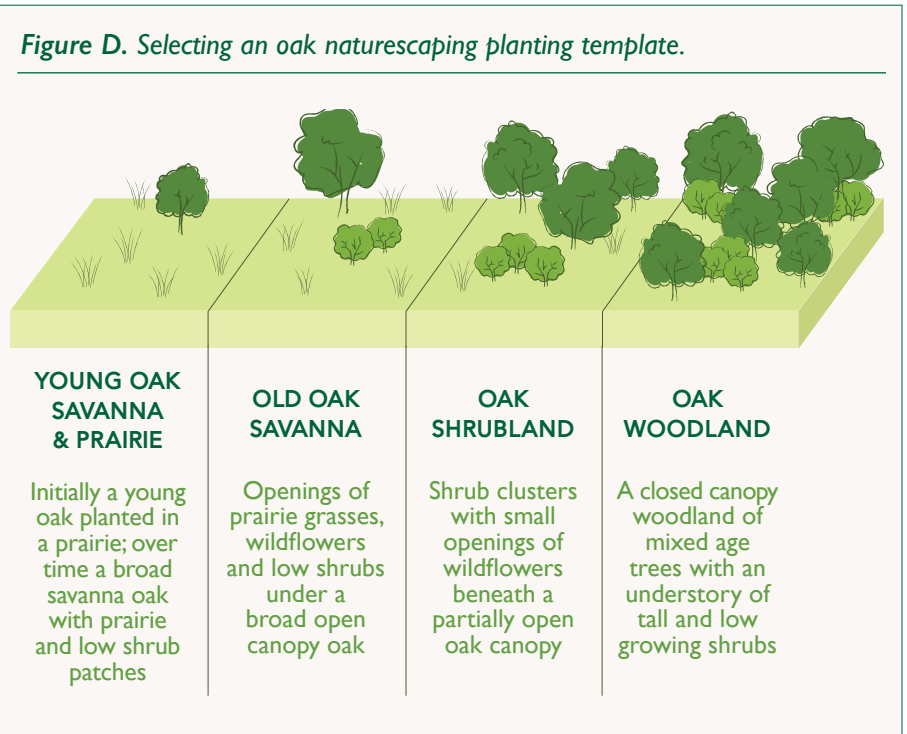 Figure D. Selecting an oak naturescaping planting template.
YOUNG OAK
SAVANNA
& PRAIRIE
Initially a young
oak planted in
a prairie; over
time a broad
savanna oak
with prairie
and low shrub
patches
OLD OAK
SAVANNA
Openings of
prairie grasses,
wildflowers
and low shrubs
under a
broad open
canopy oak
OAK
SHRUBLAND
Shrub clusters
with small
openings of
wildflowers
beneath a
partially open
oak canopy
OAK
WOODLAND
A closed canopy
woodland of
mixed age
trees with an
understory of
tall and low
growing shrubs